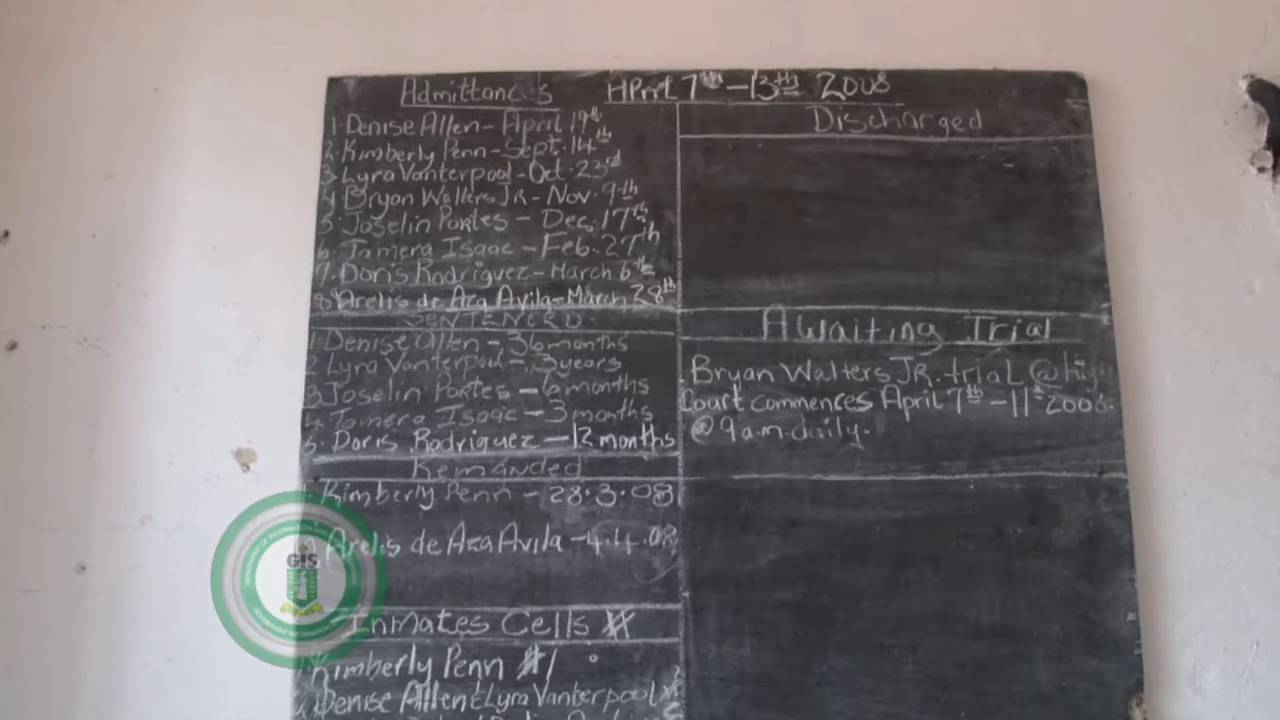 Admittances
April 7th - 13th 2008
1. Denise Allen - April 19th
2. Kimberly Penn - Sept. 14th
3. Lyra Vanterpool - Oct. 23rd
4. Bryon Walters JR - Nov. 9th
5. Joselin Portes - Dec. 17th
6. Tamera Isaac - Feb. 27th
7. Doris Rodriguez - March 6th
8. Arelis de Aza Avila - March 28th
SENTENCED.
1. Denise Allen - 36 months
2. Lyra Vanterpool - 3 years
3. Joselin Portes - 6 months
4. Tamera Isaac - 3 months
5. Doris Rodriguez - 12 months
Remanded
1. Kimberly Penn - 28.3.08
Arelis de Aza Avila - 4.4.08
Inmates Cells #
Kimberly Penn #1
Denise Allen & Lyra Vanterpool
Discharged
Awaiting Trial
Bryan Walters JR. trial @
Court commences April 7th - 11th 2008.
@ 9 a.m. daily.
GIS